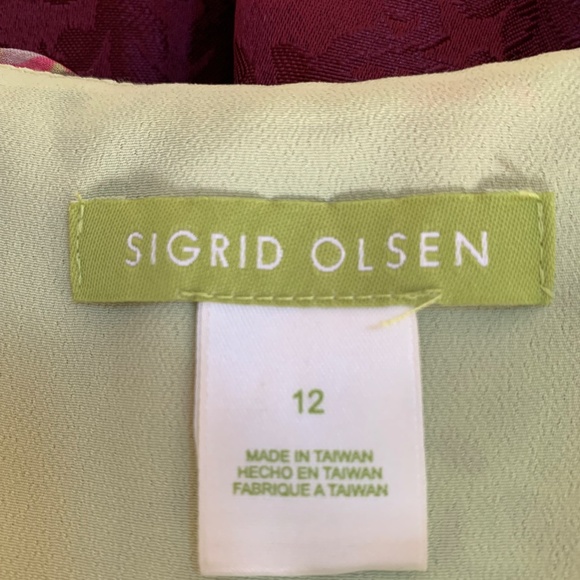 SIGRID OLSEN
12
MADE IN TAIWAN
HECHO EN TAIWAN
FABRIQUE A TAIWAN